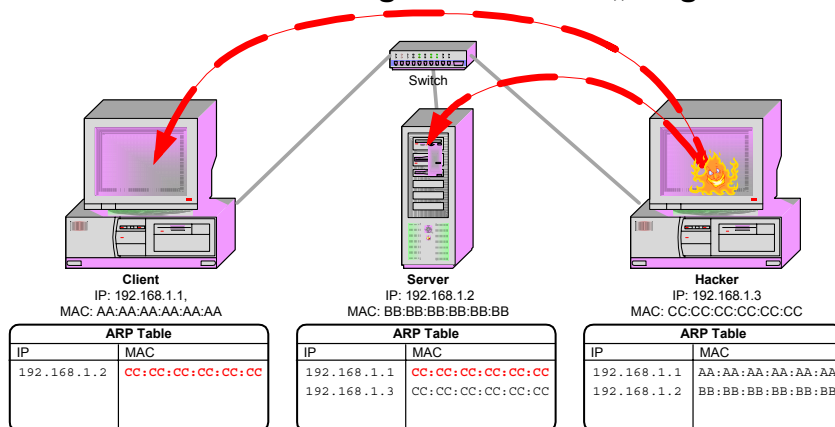 Switch
Client
IP: 192.168.1.1,
MAC: AA:AA:AA:AA:AA:AA
Server
IP: 192.168.1.2
MAC: BB:BB:BB:BB:BB:BB
Hacker
IP: 192.168.1.3
MAC: CC:CC:CC:CC:CC:CC
ARP Table
IP MAC
192.168.1.2 CC:CC:CC:CC:CC:CC
ARP Table
IP MAC
192.168.1.1 CC:CC:CC:CC:CC:CC
192.168.1.3 CC:CC:CC:CC:CC:CC
ARP Table
IP MAC
192.168.1.1 AA:AA:AA:AA:AA:AA
192.168.1.2 BB:BB:BB:BB:BB:BB